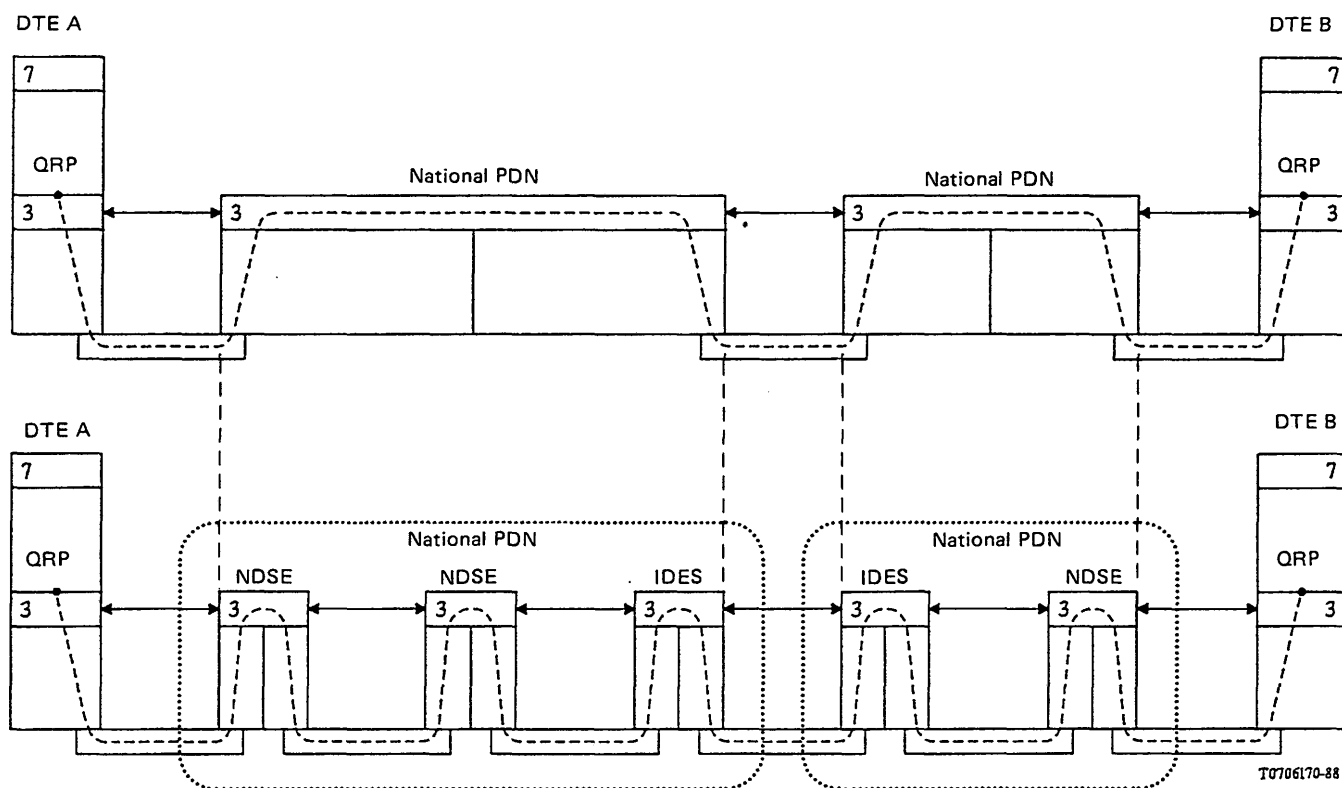 DTE A DTE B
7 7
QRP National PDN National PDN QRP
3 3 3 3
DTE A DTE B
7 7
National PDN National PDN
QRP NDSE NDSE IDES IDES NDSE QRP
3 3 3 3 3 3 3
T0706170-88